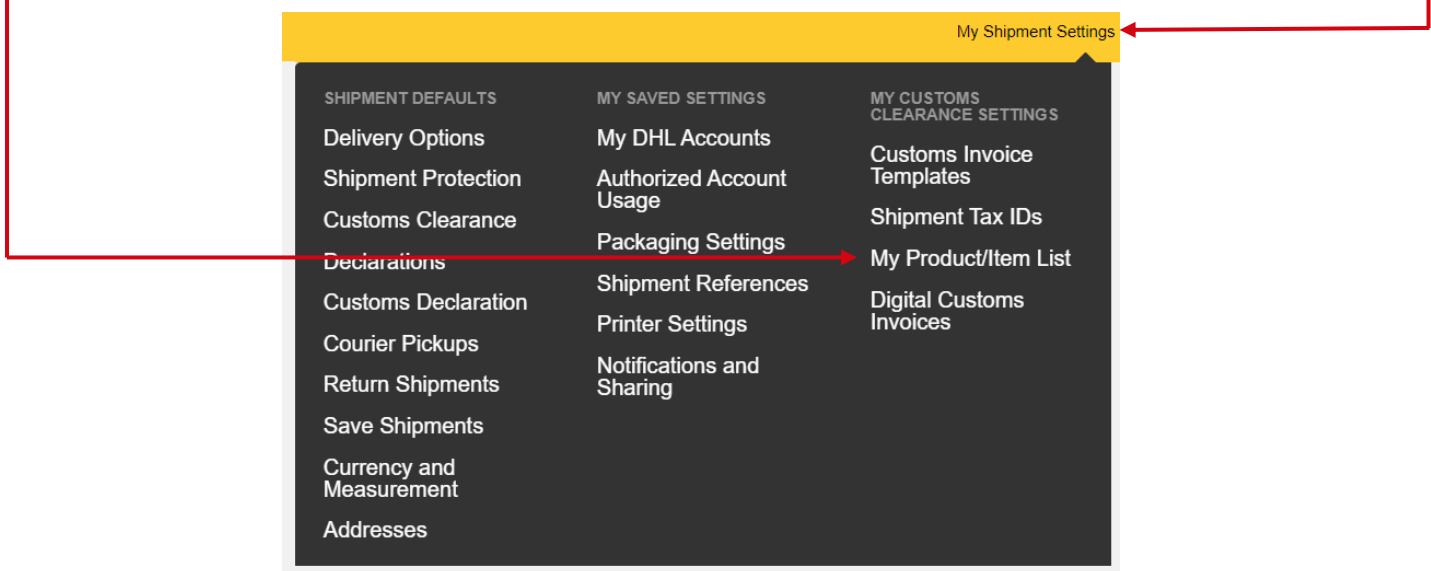 My Shipment Settings
SHIPMENT DEFAULTS
Delivery Options
Shipment Protection
Customs Clearance
Declarations
Customs Declaration
Courier Pickups
Return Shipments
Save Shipments
Currency and
Measurement
Addresses
MY SAVED SETTINGS
My DHL Accounts
Authorized Account
Usage
Packaging Settings
Shipment References
Printer Settings
Notifications and
Sharing
MY CUSTOMS
CLEARANCE SETTINGS
Customs Invoice
Templates
Shipment Tax IDs
My Product/Item List
Digital Customs
Invoices